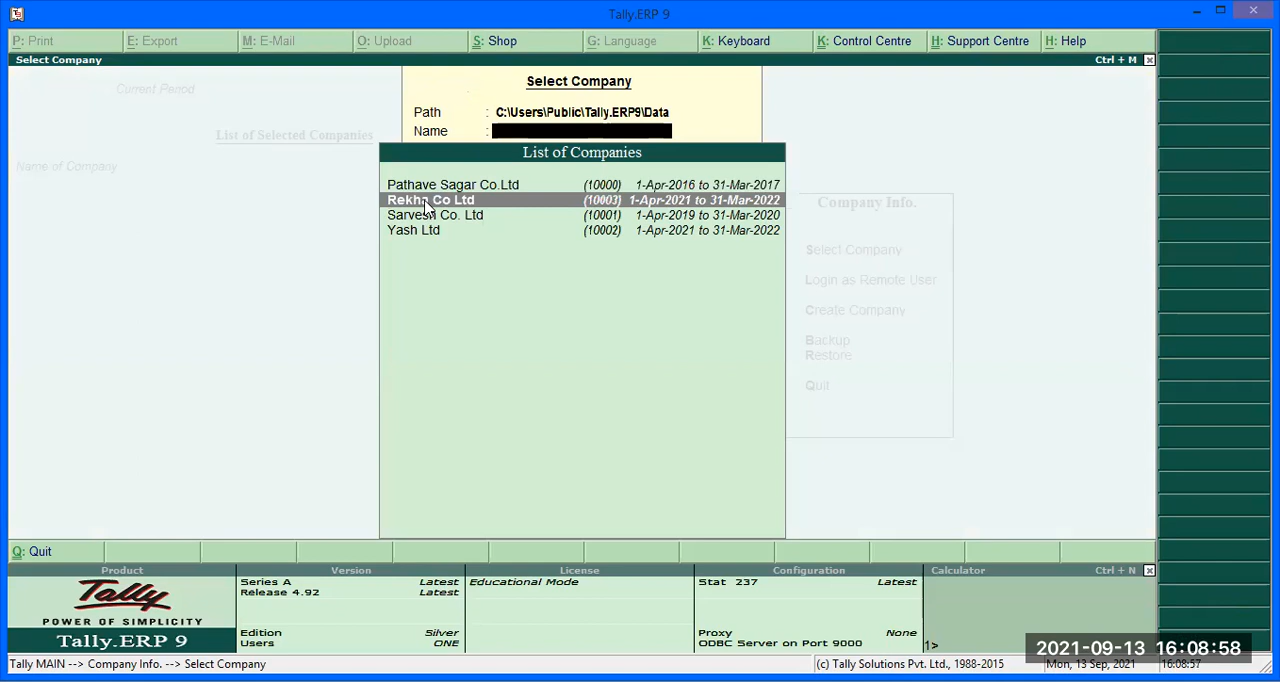 Tally.ERP 9
P: Print E: Export M: E-Mail O: Upload S: Shop G: Language K: Keyboard K: Control Centre H: Support Centre H: Help
Select Company Ctrl + M
Current Period
List of Selected Companies
Name of Company
Select Company
Path : C:\Users\Public\Tally.ERP9\Data
Name :
List of Companies
Pathave Sagar Co.Ltd (10000) 1-Apr-2016 to 31-Mar-2017
Rekha Co Ltd (10003) 1-Apr-2021 to 31-Mar-2022
Sarvesh Co. Ltd (10001) 1-Apr-2019 to 31-Mar-2020
Yash Ltd (10002) 1-Apr-2021 to 31-Mar-2022
Company Info.
Select Company
Login as Remote User
Create Company
Backup
Restore
Quit
Q: Quit
Product
Tally
POWER OF SIMPLICITY
Tally.ERP 9
Version
Series A Latest
Release 4.92 Latest
Edition Silver
Users ONE
License
Educational Mode
Configuration
Stat 237 Latest
Proxy None
ODBC Server on Port 9000
Calculator Ctrl + N
1>
2021-09-13 16:08:58
Tally MAIN --> Company Info. --> Select Company (c) Tally Solutions Pvt. Ltd., 1988-2015 Mon, 13 Sep, 2021 16:08:57